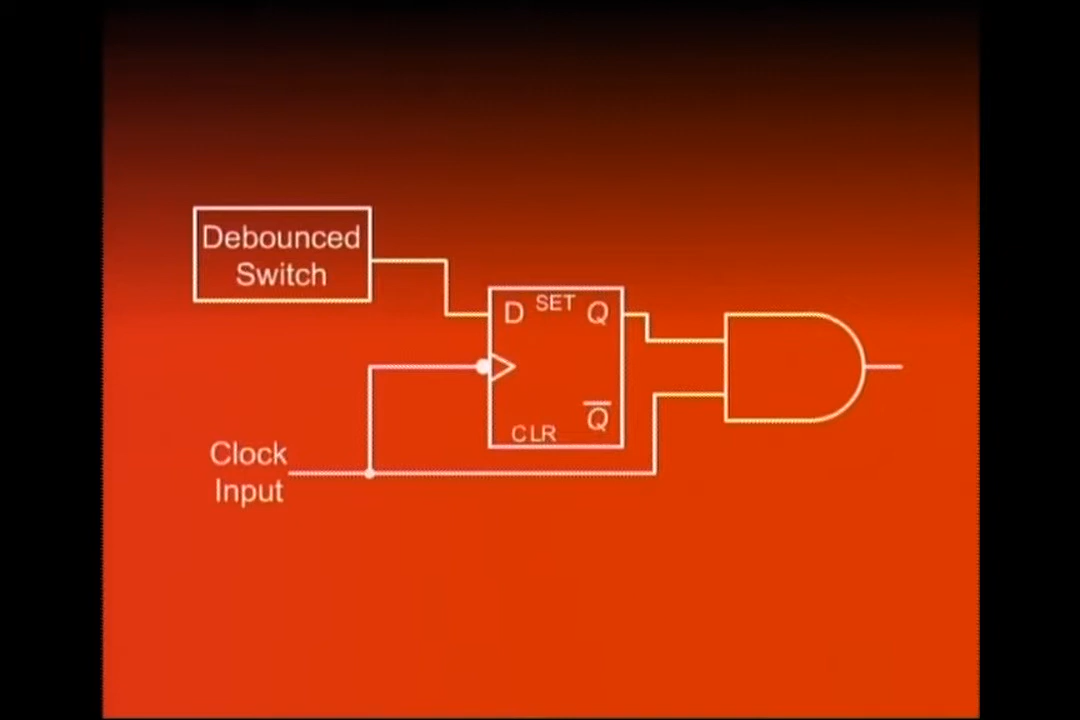 Debounced
Switch
D SET Q
Q̅
CLR
Clock
Input